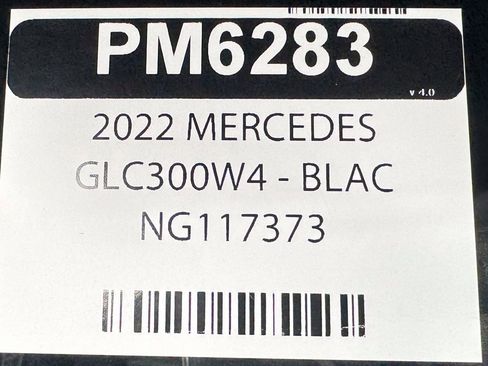 PM6283
v 4.0
2022 MERCEDES
GLC300W4 - BLAC
NG117373